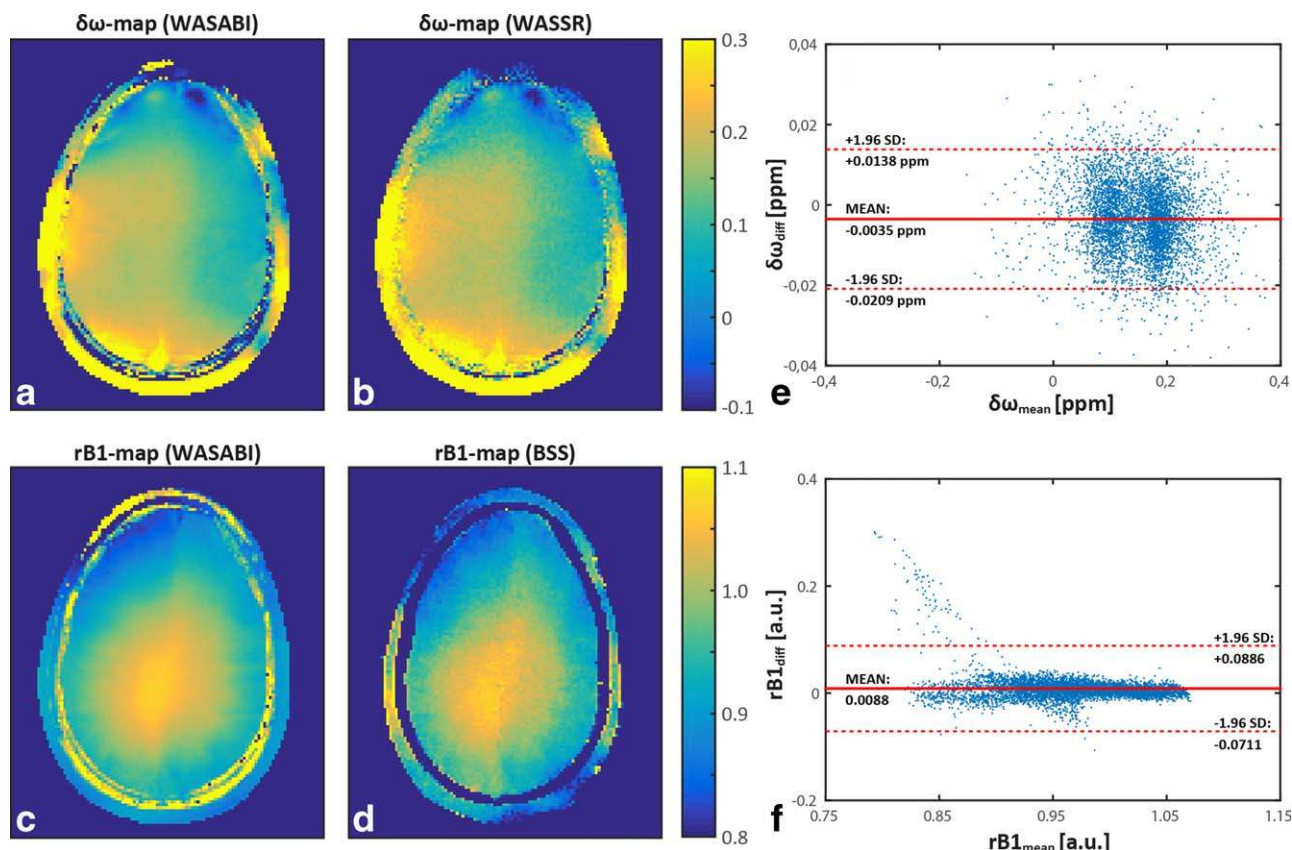 δω-map (WASABI)
δω-map (WASSR)
a
b
0.3
0.2
0.1
0
-0.1
0,04
0,02
0
-0,02
-0,04
δωdiff [ppm]
+1.96 SD:
+0.0138 ppm
MEAN:
-0.0035 ppm
-1.96 SD:
-0.0209 ppm
-0,4
-0,2
0
0,2
0,4
e
δωmean [ppm]
rB1-map (WASABI)
rB1-map (BSS)
c
d
1.1
1.0
0.9
0.8
0.4
0.2
0
-0.2
rB1diff [a.u.]
+1.96 SD:
+0.0886
MEAN:
0.0088
-1.96 SD:
-0.0711
f
0.75
0.85
0.95
1.05
1.15
rB1mean [a.u.]